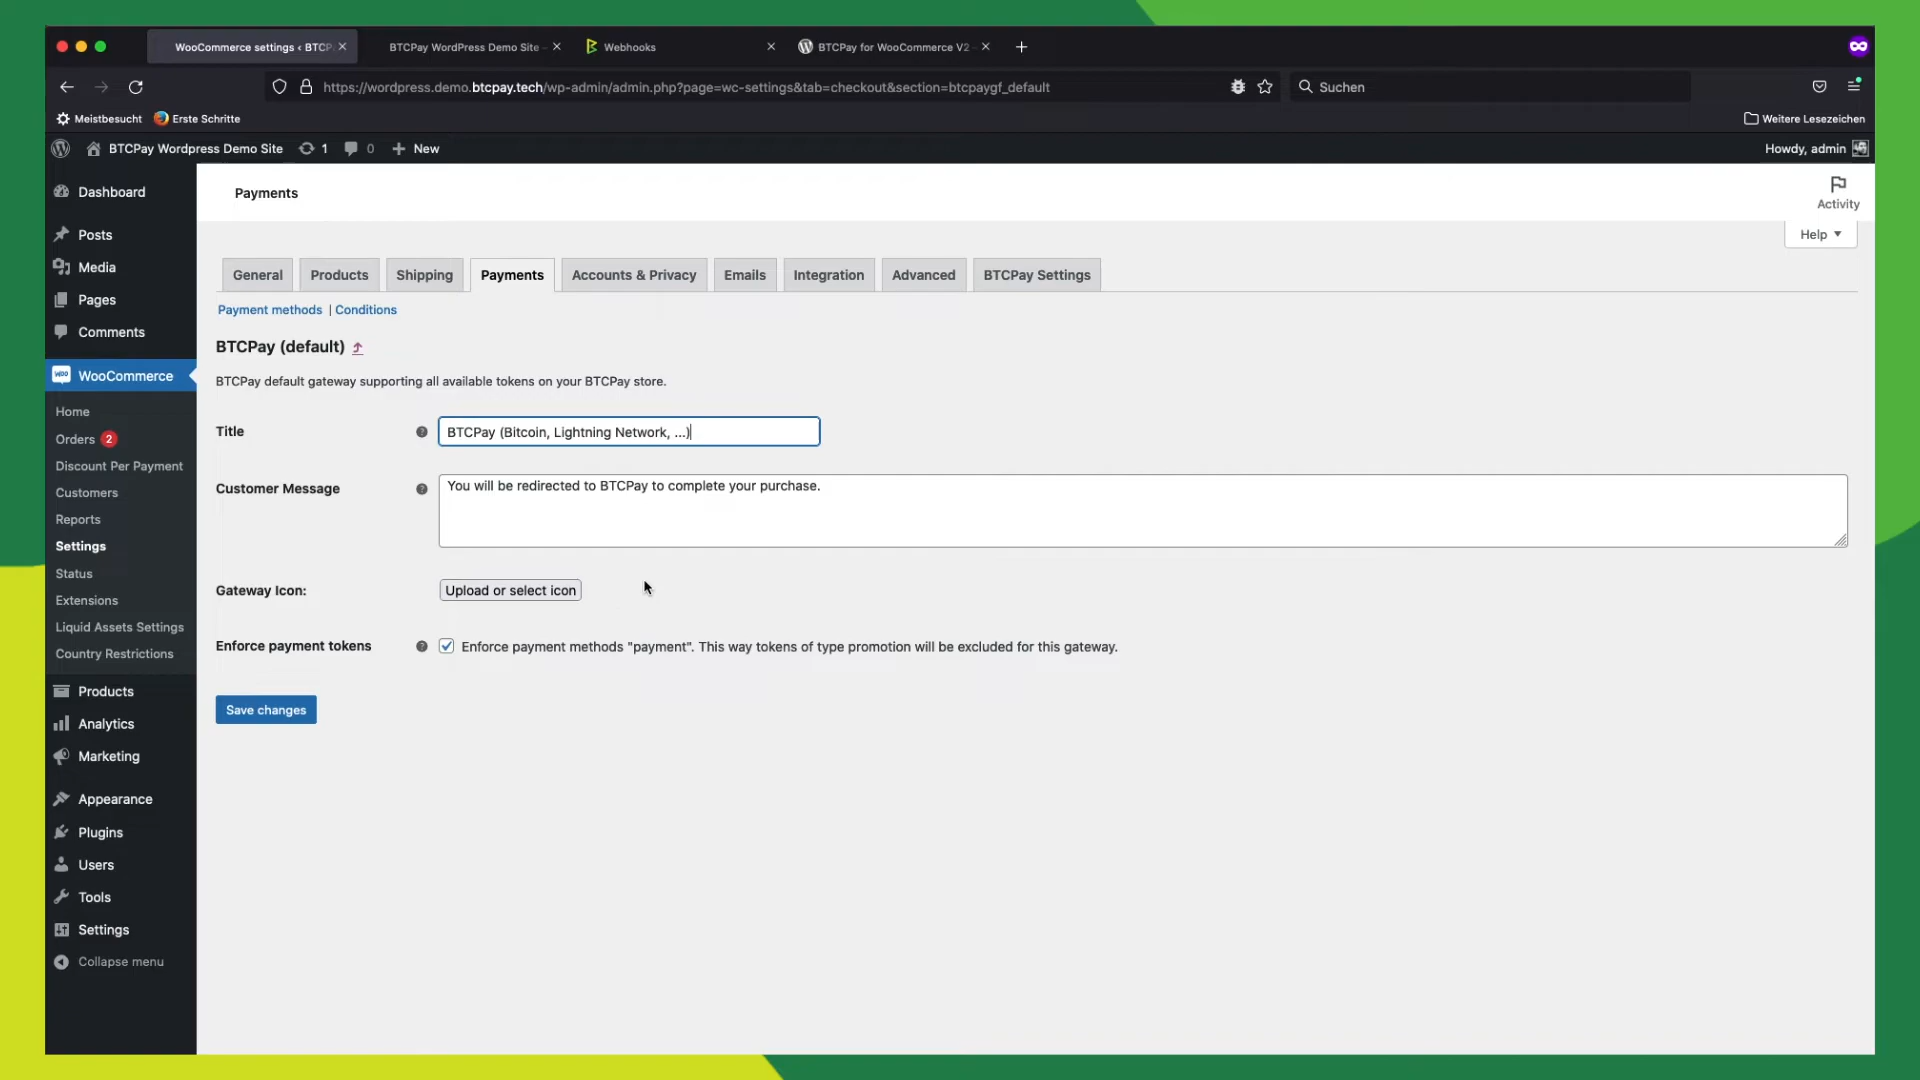 WooCommerce settings ‹ BTCP
BTCPay WordPress Demo Site –
Webhooks
BTCPay for WooCommerce V2
https://wordpress.demo.btcpay.tech/wp-admin/admin.php?page=wc-settings&tab=checkout&section=btcpaygf_default
Suchen
Meistbesucht
Erste Schritte
Weitere Lesezeichen
BTCPay Wordpress Demo Site
1
0
New
Howdy, admin
Dashboard
Posts
Media
Pages
Comments
WooCommerce
Home
Orders 2
Discount Per Payment
Customers
Reports
Settings
Status
Extensions
Liquid Assets Settings
Country Restrictions
Products
Analytics
Marketing
Appearance
Plugins
Users
Tools
Settings
Collapse menu
Payments
Activity
Help
General
Products
Shipping
Payments
Accounts & Privacy
Emails
Integration
Advanced
BTCPay Settings
Payment methods | Conditions
BTCPay (default)
BTCPay default gateway supporting all available tokens on your BTCPay store.
Title
BTCPay (Bitcoin, Lightning Network, ...)
Customer Message
You will be redirected to BTCPay to complete your purchase.
Gateway Icon:
Upload or select icon
Enforce payment tokens
Enforce payment methods "payment". This way tokens of type promotion will be excluded for this gateway.
Save changes